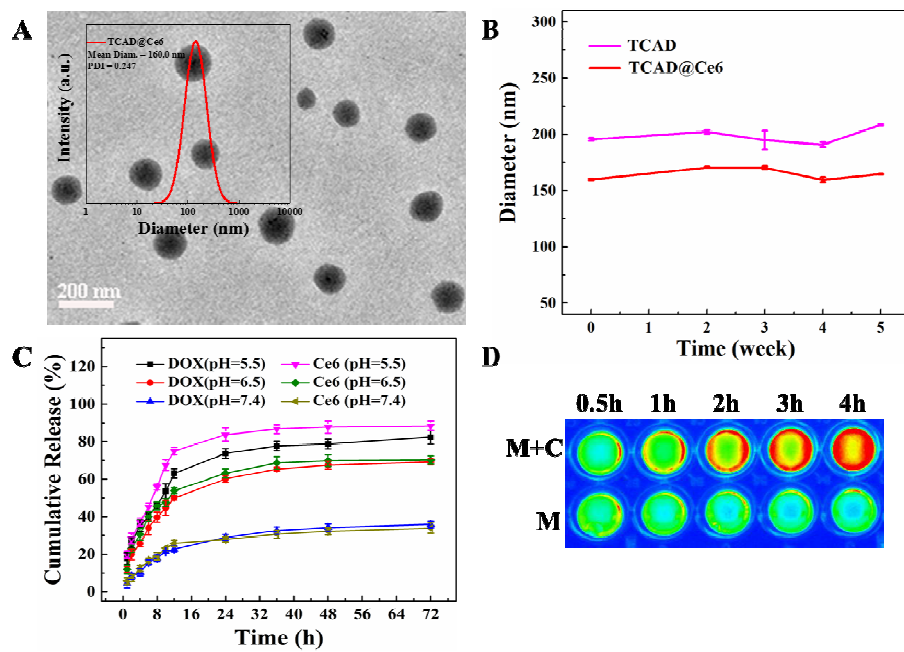 A
TCAD@Ce6
Mean Diam. = 160.0 nm
PDI = 0.247
Intensity (a.u.)
1 10 100 1000 10000
Diameter (nm)
200 nm
B
TCAD
TCAD@Ce6
Diameter (nm)
300
250
200
150
100
50
0 1 2 3 4 5
Time (week)
C
DOX(pH=5.5) Ce6 (pH=5.5)
DOX(pH=6.5) Ce6 (pH=6.5)
DOX(pH=7.4) Ce6 (pH=7.4)
Cumulative Release (%)
120
100
80
60
40
20
0
0 8 16 24 32 40 48 56 64 72
Time (h)
D
0.5h 1h 2h 3h 4h
M+C
M